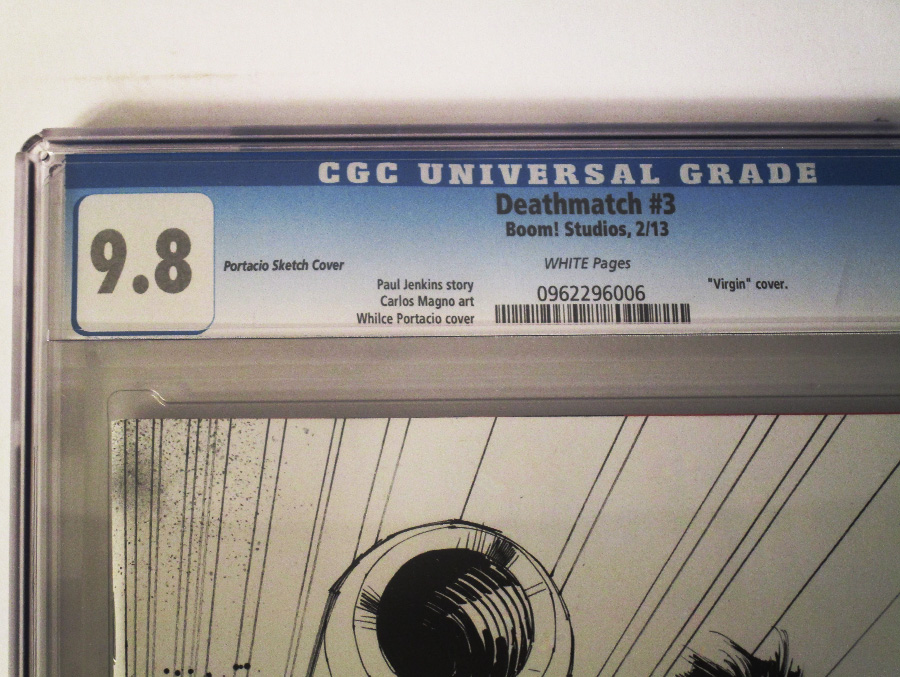 CGC UNIVERSAL GRADE
Deathmatch #3
Boom! Studios, 2/13
9.8
Portacio Sketch Cover
WHITE Pages
Paul Jenkins story
Carlos Magno art
Whilce Portacio cover
0962296006
"Virgin" cover.